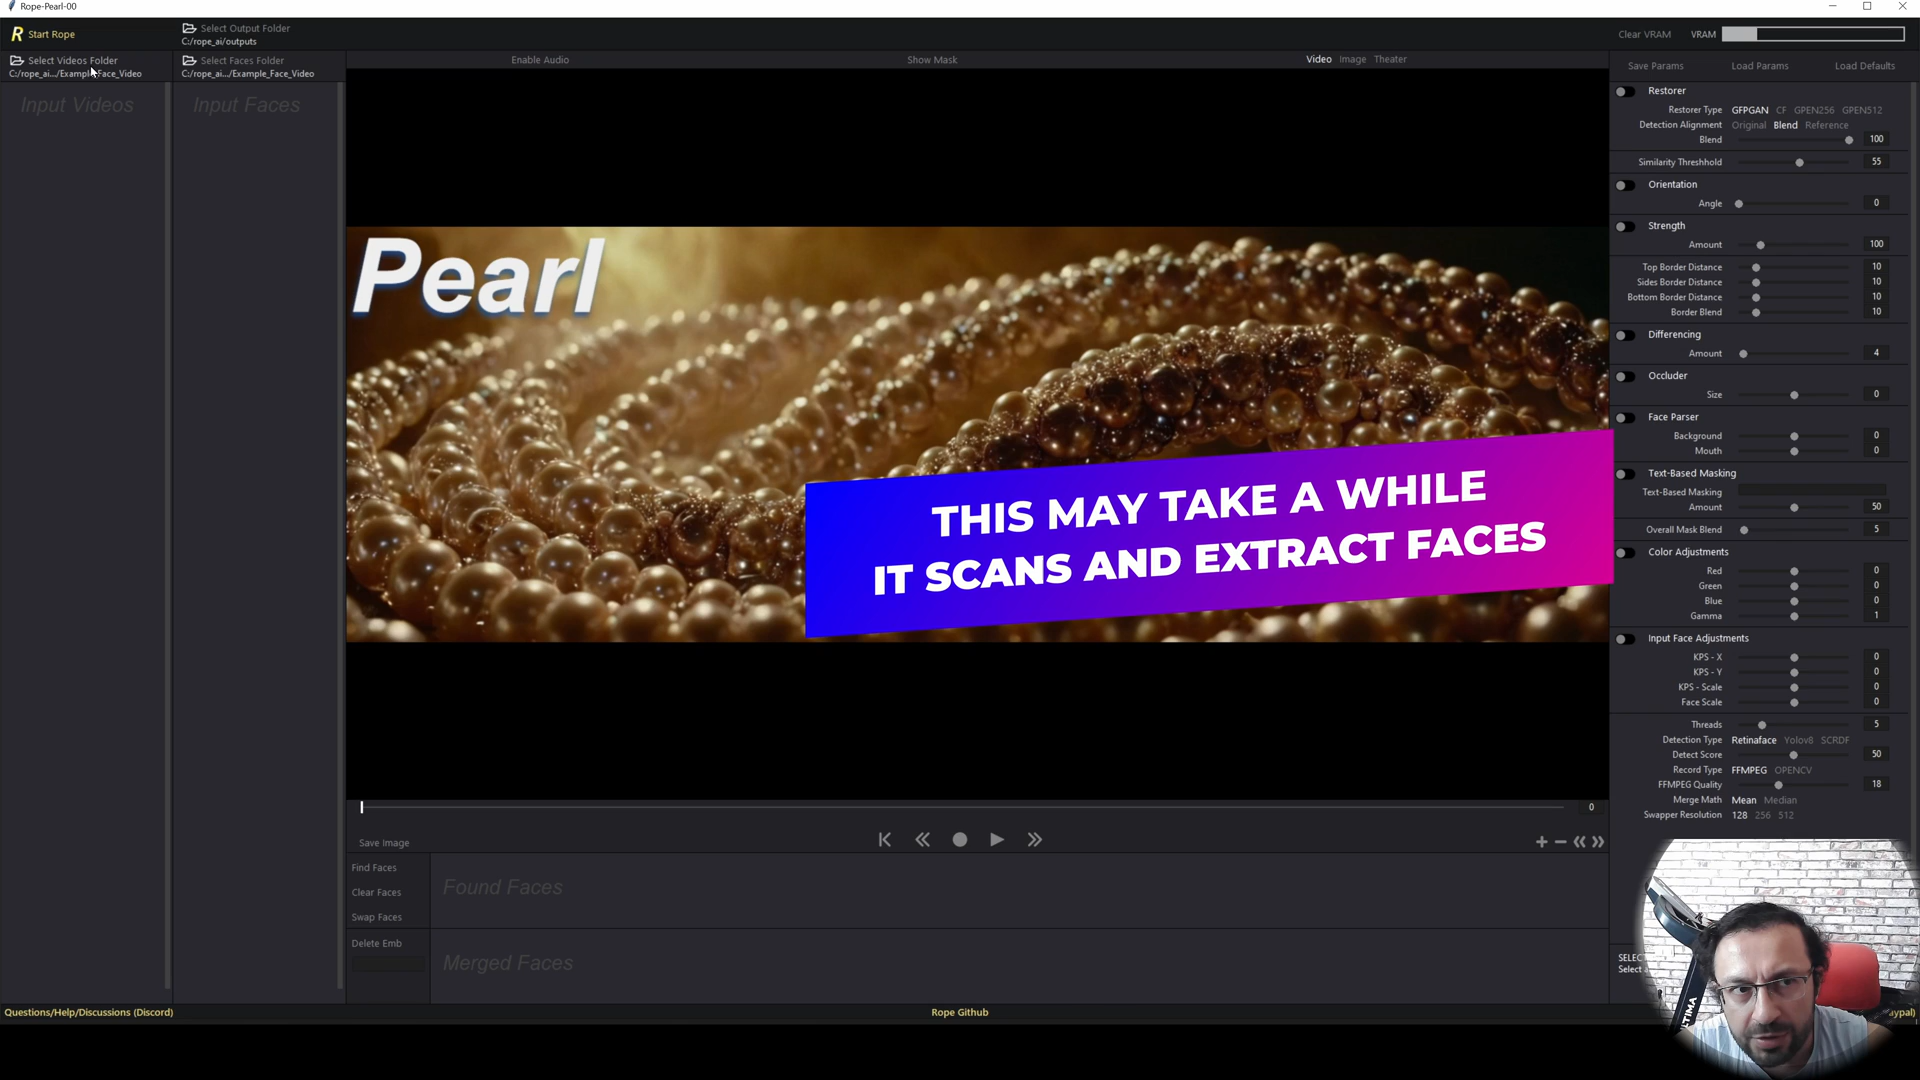 Rope-Pearl-00
R Start Rope
Select Output Folder
C:/rope_ai/outputs
Clear VRAM
VRAM
Select Videos Folder
C:/rope_ai.../Example_Face_Video
Select Faces Folder
C:/rope_ai.../Example_Face_Video
Enable Audio
Show Mask
Video Image Theater
Save Params
Load Params
Load Defaults
Input Videos
Input Faces
Pearl
THIS MAY TAKE A WHILE
IT SCANS AND EXTRACT FACES
Restorer
Restorer Type GFPGAN CF GPEN256 GPEN512
Detection Alignment Original Blend Reference
Blend 100
Similarity Threshhold 55
Orientation
Angle 0
Strength
Amount 100
Top Border Distance 10
Sides Border Distance 10
Bottom Border Distance 10
Border Blend 10
Differencing
Amount 4
Occluder
Size 0
Face Parser
Background 0
Mouth 0
Text-Based Masking
Text-Based Masking
Amount 50
Overall Mask Blend 5
Color Adjustments
Red 0
Green 0
Blue 0
Gamma 1
Input Face Adjustments
KPS - X 0
KPS - Y 0
KPS - Scale 0
Face Scale 0
Threads 5
Detection Type Retinaface Yolov8 SCRDF
Detect Score 50
Record Type FFMPEG OPENCV
FFMPEG Quality 18
Merge Math Mean Median
Swapper Resolution 128 256 512
0
Save Image
Find Faces
Clear Faces
Swap Faces
Found Faces
Delete Emb
Merged Faces
Select
Questions/Help/Discussions (Discord)
Rope Github